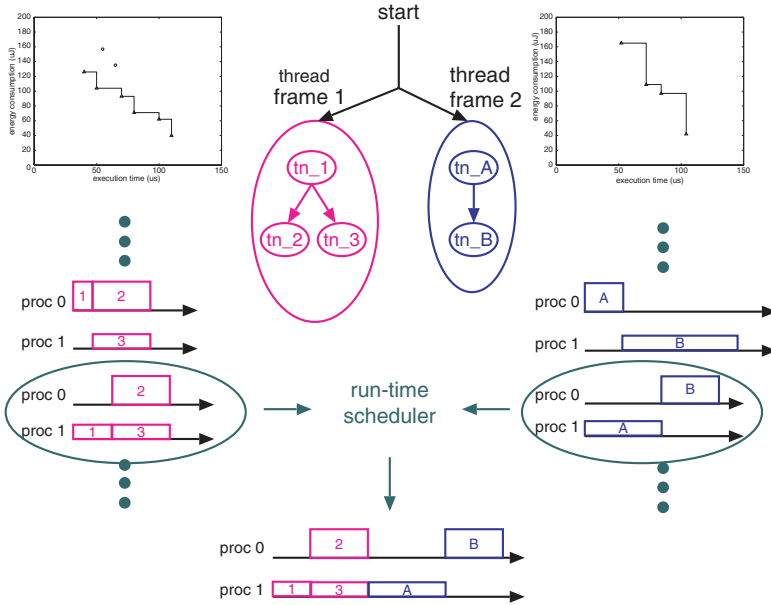 start
200
180
160
140
120
100
80
60
40
20
0
0
50
100
150
energy consumption (uJ)
execution time (us)
thread
frame 1
thread
frame 2
200
180
160
140
120
100
80
60
40
20
0
0
50
100
150
energy consumption (uJ)
execution time (us)
tn_1
tn_2
tn_3
tn_A
tn_B
proc 0
1
2
proc 1
3
proc 0
2
proc 1
1
3
run-time
scheduler
proc 0
A
proc 1
B
proc 0
B
proc 1
A
proc 0
2
B
proc 1
1
3
A